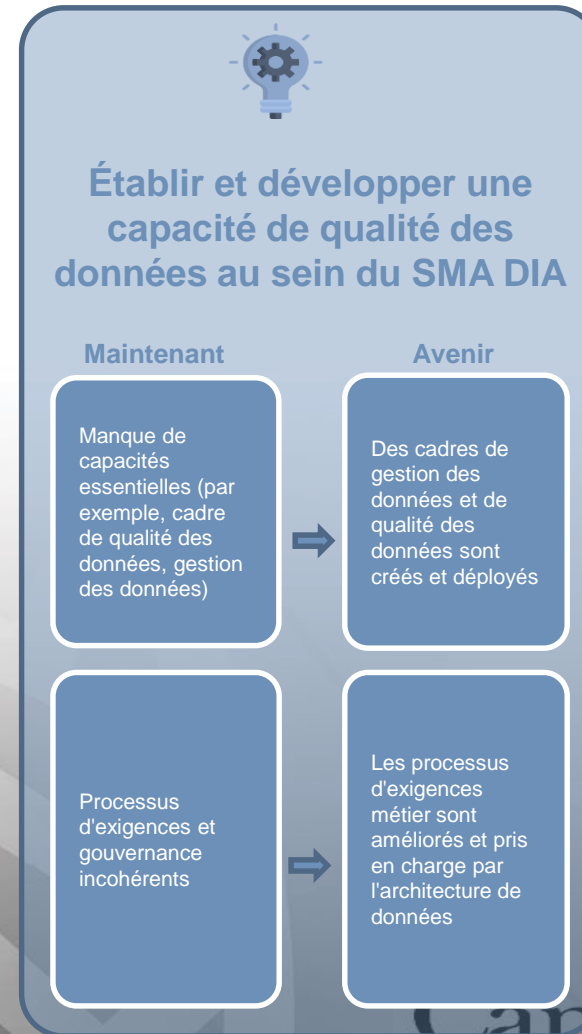 Établir et développer une
capacité de qualité des
données au sein du SMA DIA
Maintenant
Avenir
Manque de
capacités
essentielles (par
exemple, cadre
de qualité des
données, gestion
des données)
Des cadres de
gestion des
données et de
qualité des
données sont
créés et déployés
Processus
d'exigences et
gouvernance
incohérents
Les processus
d'exigences
métier sont
améliorés et pris
en charge par
l'architecture de
données